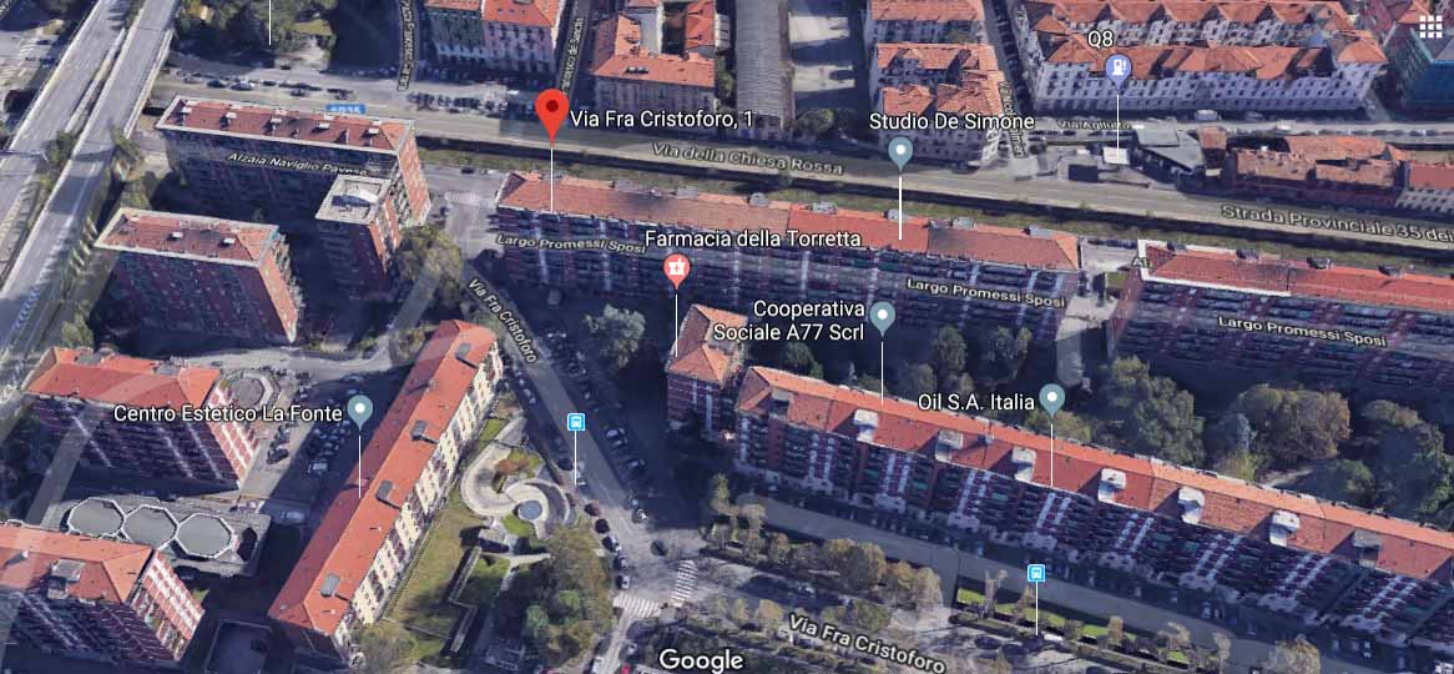 Q8
Via Fra Cristoforo, 1
Studio De Simone
Via Agliate
Via della Chiesa Rossa
Alzaia Naviglio Pavese
Strada Provinciale 35 dei
Largo Promessi Sposi
Farmacia della Torretta
Largo Promessi Sposi
Via Fra Cristoforo
Cooperativa
Sociale A77 Scrl
Largo Promessi Sposi
Centro Estetico La Fonte
Oil S.A. Italia
Via Fra Cristoforo
Google